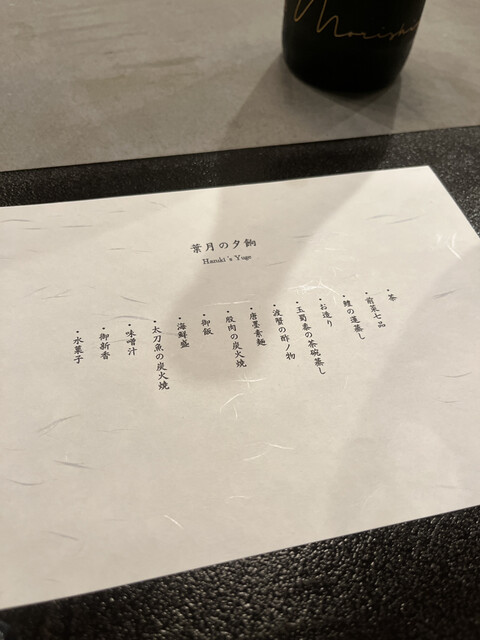 葉月の夕餉
Hazuki´s Yuge
・茶
・前菜七品
・鱧の蓮蒸し
・お造り
・玉蜀黍の茶碗蒸し
・渡蟹の酢ノ物
・唐墨素麺
・股肉の炭火焼
・御飯
・海鮮盛
・太刀魚の炭火焼
・味噌汁
・御新香
・水菓子